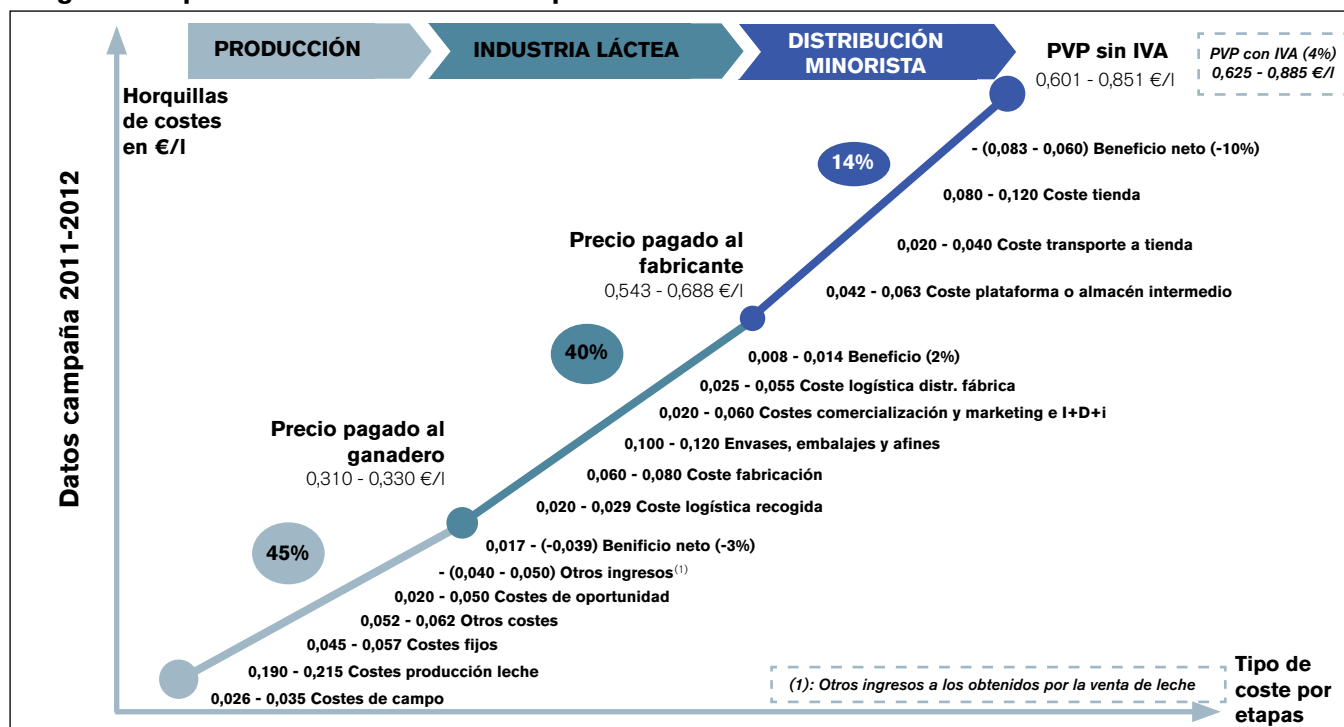 PRODUCCIÓN
INDUSTRIA LÁCTEA
DISTRIBUCIÓN
MINORISTA
PVP sin IVA
0,601 - 0,851 €/l
PVP con IVA (4%)
0,625 - 0,885 €/l
Horquillas
de costes
en €/l
Datos campaña 2011-2012
14%
- (0,083 - 0,060) Beneficio neto (-10%)
0,080 - 0,120 Coste tienda
0,020 - 0,040 Coste transporte a tienda
0,042 - 0,063 Coste plataforma o almacén intermedio
Precio pagado al
fabricante
0,543 - 0,688 €/l
40%
0,008 - 0,014 Beneficio (2%)
0,025 - 0,055 Coste logística distr. fábrica
0,020 - 0,060 Costes comercialización y marketing e I+D+i
0,100 - 0,120 Envases, embalajes y afines
0,060 - 0,080 Coste fabricación
0,020 - 0,029 Coste logística recogida
Precio pagado al
ganadero
0,310 - 0,330 €/l
45%
0,017 - (-0,039) Benificio neto (-3%)
- (0,040 - 0,050) Otros ingresos(1)
0,020 - 0,050 Costes de oportunidad
0,052 - 0,062 Otros costes
0,045 - 0,057 Costes fijos
0,190 - 0,215 Costes producción leche
0,026 - 0,035 Costes de campo
(1): Otros ingresos a los obtenidos por la venta de leche
Tipo de
coste por
etapas